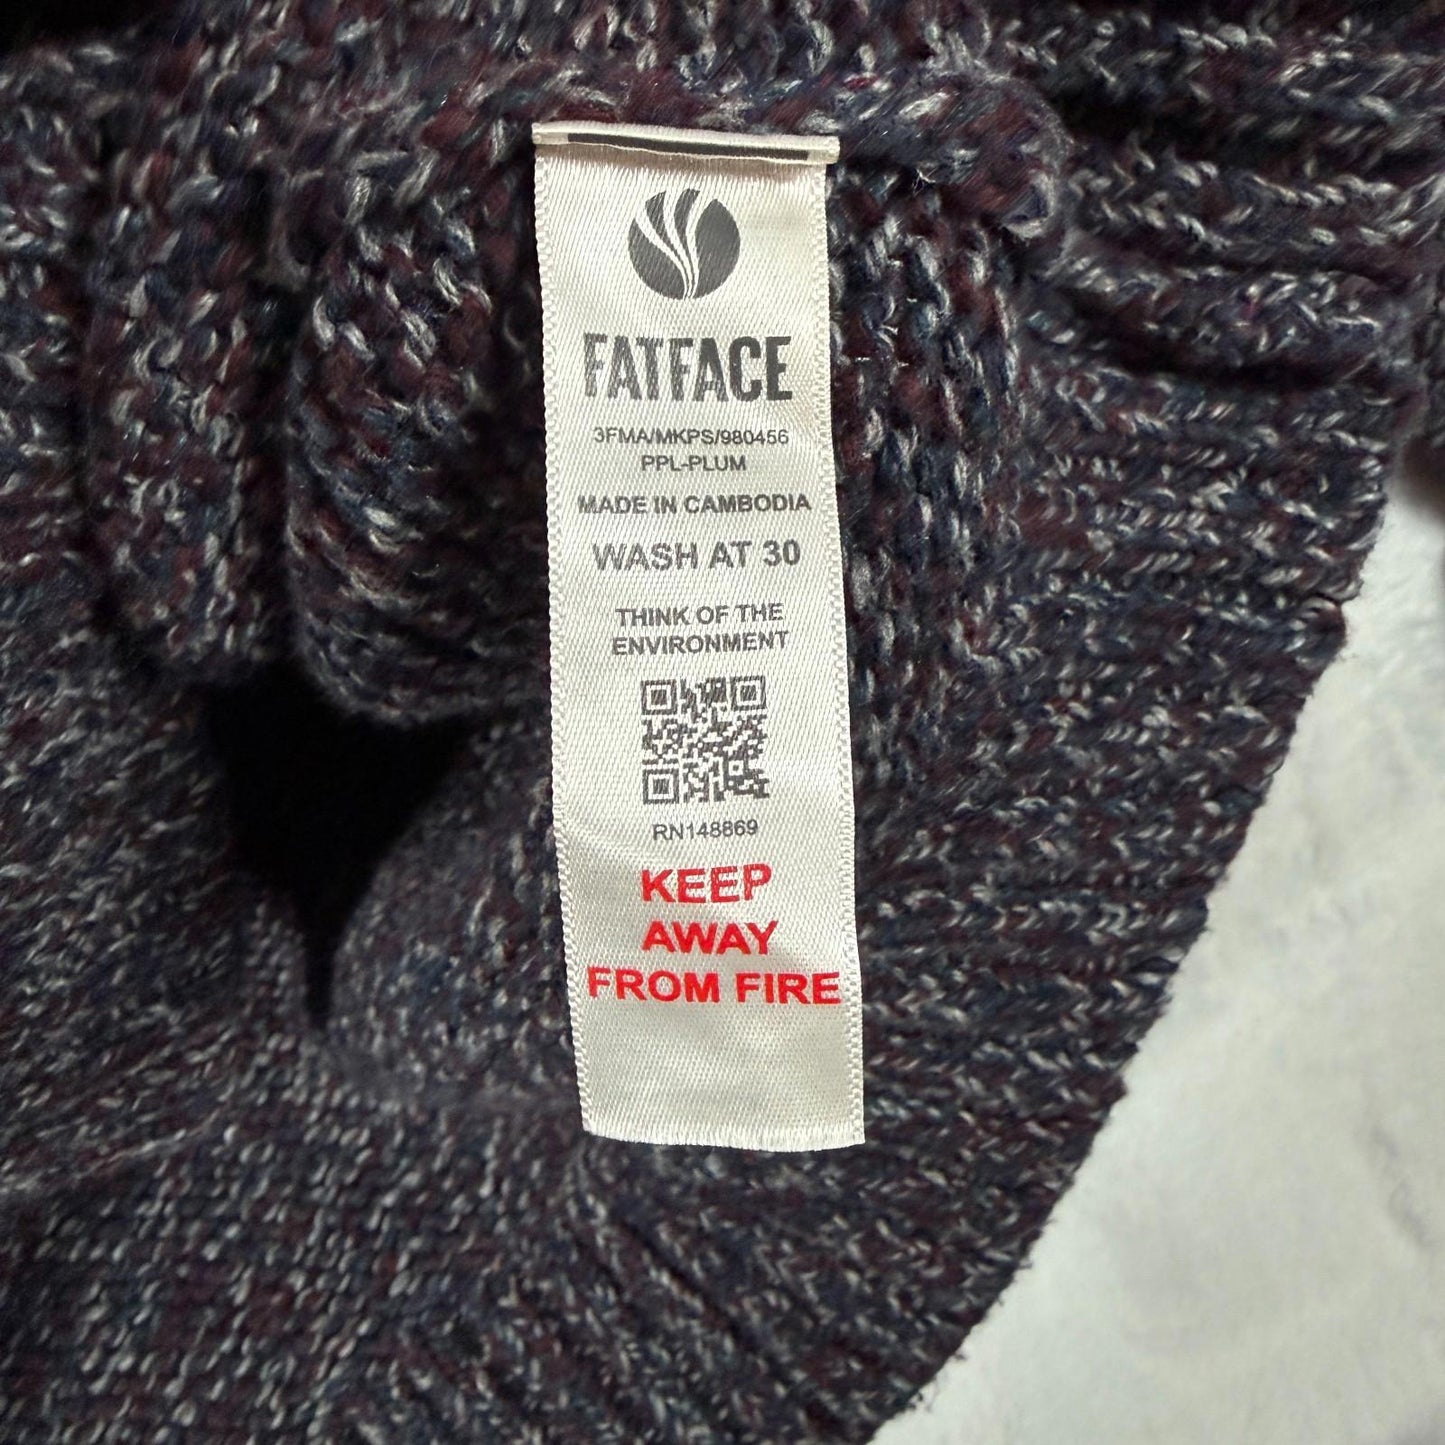 FATFACE
3FMA/MKPS/980456
PPL-PLUM
MADE IN CAMBODIA
WASH AT 30
THINK OF THE
ENVIRONMENT
RN148869
KEEP
AWAY
FROM FIRE